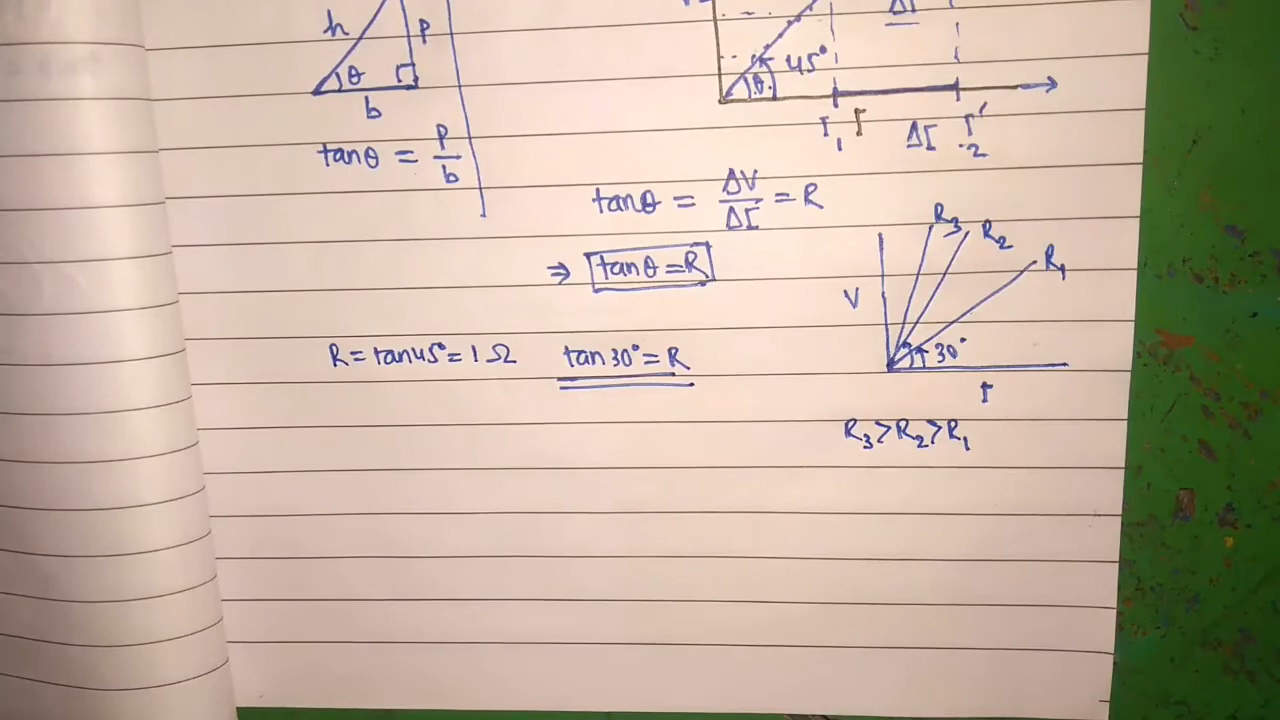 h P
θ
b
tanθ = P/b
ΔI
45°
θ
I₁ I ΔI I₂
tanθ = ΔV/ΔI = R
⇒ tanθ = R
R₃ R₂ R₁
V
30°
I
R = tan45° = 1 Ω tan 30° = R
R₃ > R₂ > R₁